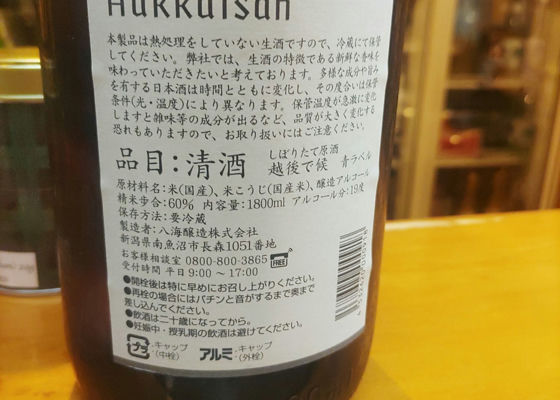 Hakkaisan
本製品は熱処理をしていない生酒ですので、冷蔵にて保管
してください。弊社では、生酒の特徴である新鮮な香味を
味わっていただきたいと考えております。多様な成分や旨み
を有する日本酒は時間とともに変化し、その度合いは保管
条件(光・温度)により異なります。保管温度が急激に変化
しますと雑味等の成分が出るなど、品質が大きく変化する
恐れもありますので、お取り扱いにはご注意ください。
品目:清酒 しぼりたて原酒
越後で候 青ラベル
原材料名:米(国産)、米こうじ(国産米)、醸造アルコール
精米歩合:60% 内容量:1800ml アルコール分:19度
保存方法:要冷蔵
製造者:八海醸造株式会社
新潟県南魚沼市長森1051番地
お客様相談室 0800-800-3865 FREE
受付時間 平日 9:00~17:00
●開栓後は特に早めにお召し上がりください。
●再栓の場合にはパチンと音がするまで奥まで
差し込んでください。
●飲酒は二十歳になってから。
●妊娠中・授乳期の飲酒は避けてください。
プラ:キャップ(中栓) アルミ:キャップ(外栓)